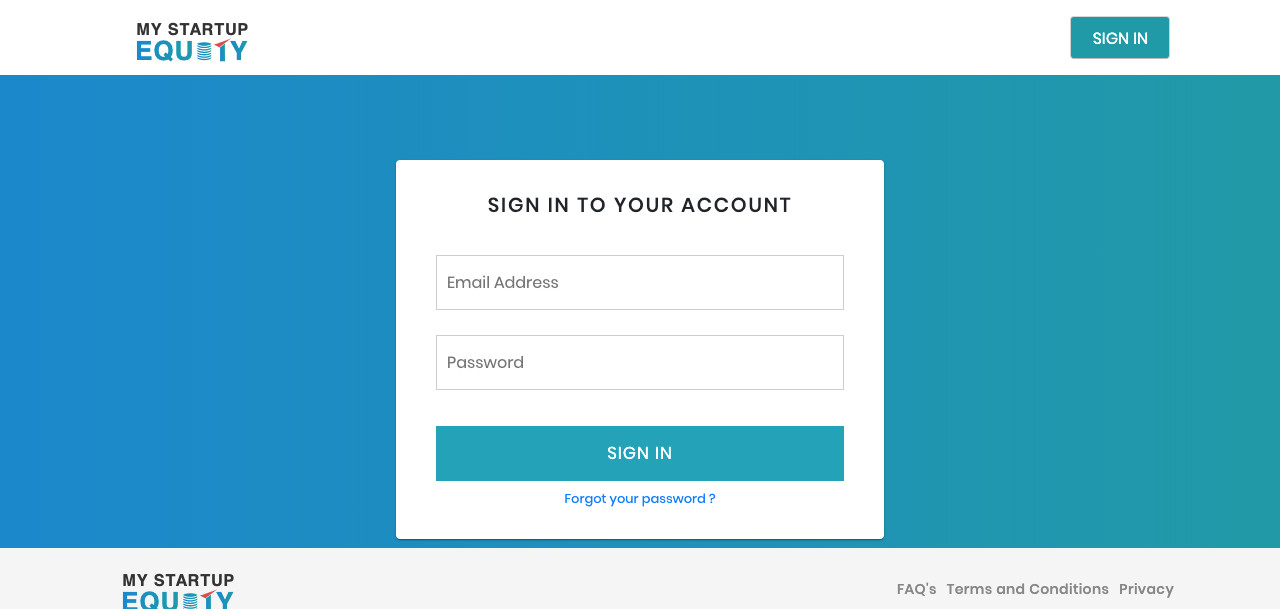 MY STARTUP
EQUITY
SIGN IN
SIGN IN TO YOUR ACCOUNT
Email Address
Password
SIGN IN
Forgot your password ?
MY STARTUP
EQUITY
FAQ's Terms and Conditions Privacy